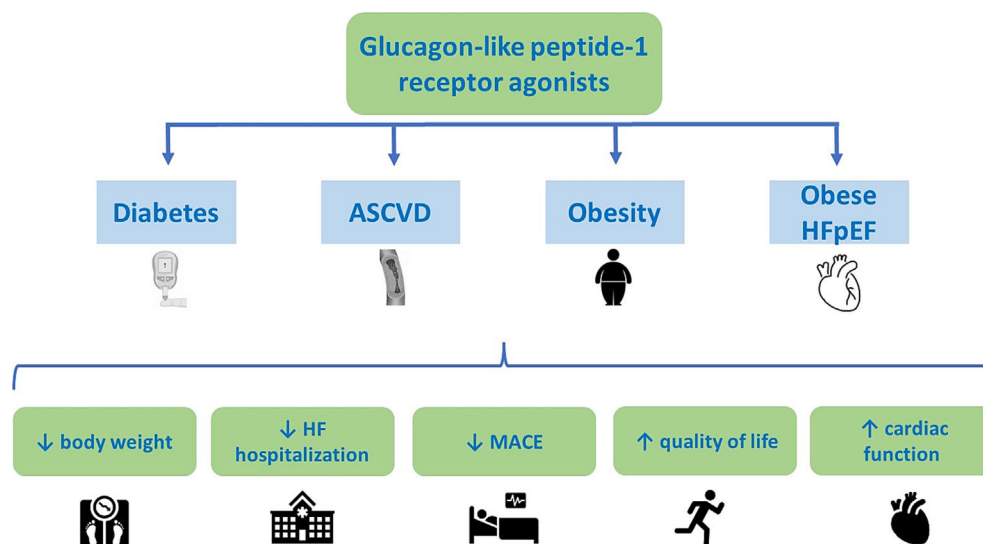 Glucagon-like peptide-1
receptor agonists
Diabetes
ASCVD
Obesity
Obese
HFpEF
↓ body weight
↓ HF
hospitalization
↓ MACE
↑ quality of life
↑ cardiac
function